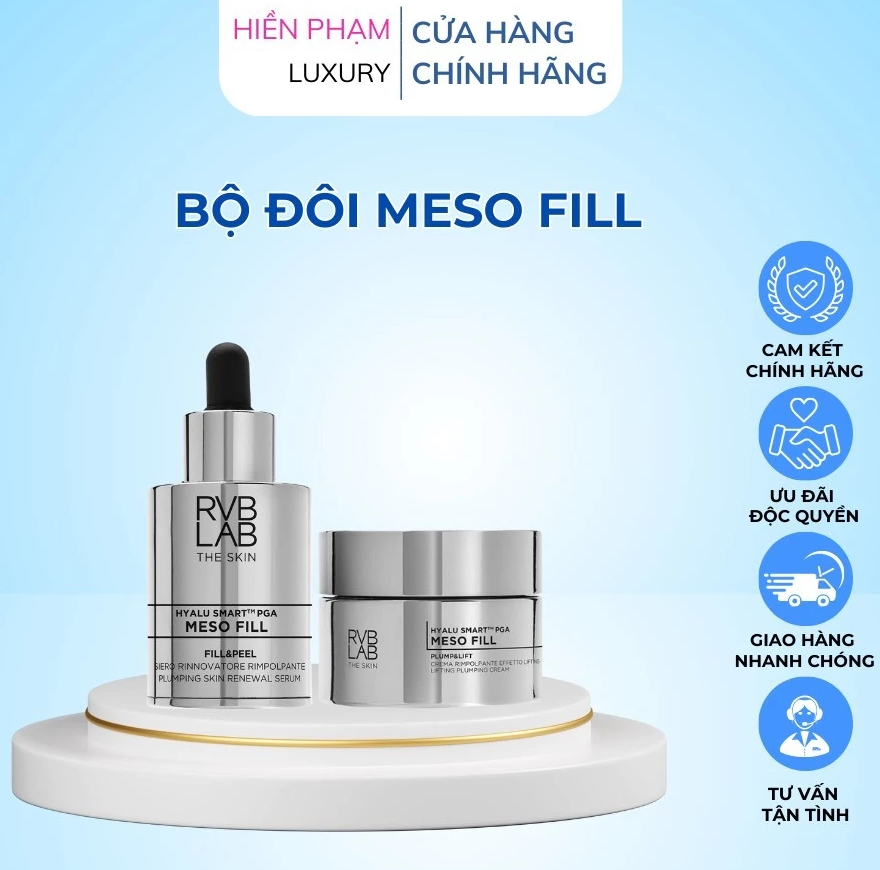 HIỀN PHẠM
LUXURY
CỬA HÀNG
CHÍNH HÃNG
BỘ ĐÔI MESO FILL
CAM KẾT
CHÍNH HÃNG
ƯU ĐÃI
ĐỘC QUYỀN
GIAO HÀNG
NHANH CHÓNG
TƯ VẤN
TẬN TÌNH
RVB
LAB
THE SKIN
HYALU SMART™ PGA
MESO FILL
FILL&PEEL
SIERO RINNOVATORE RIMPOLPANTE
PLUMPING SKIN RENEWAL SERUM
RVB
LAB
THE SKIN
HYALU SMART™ PGA
MESO FILL
PLUMP&LIFT
CREMA RIMPOLPANTE EFFETTO LIFTING
LIFTING PLUMPING CREAM